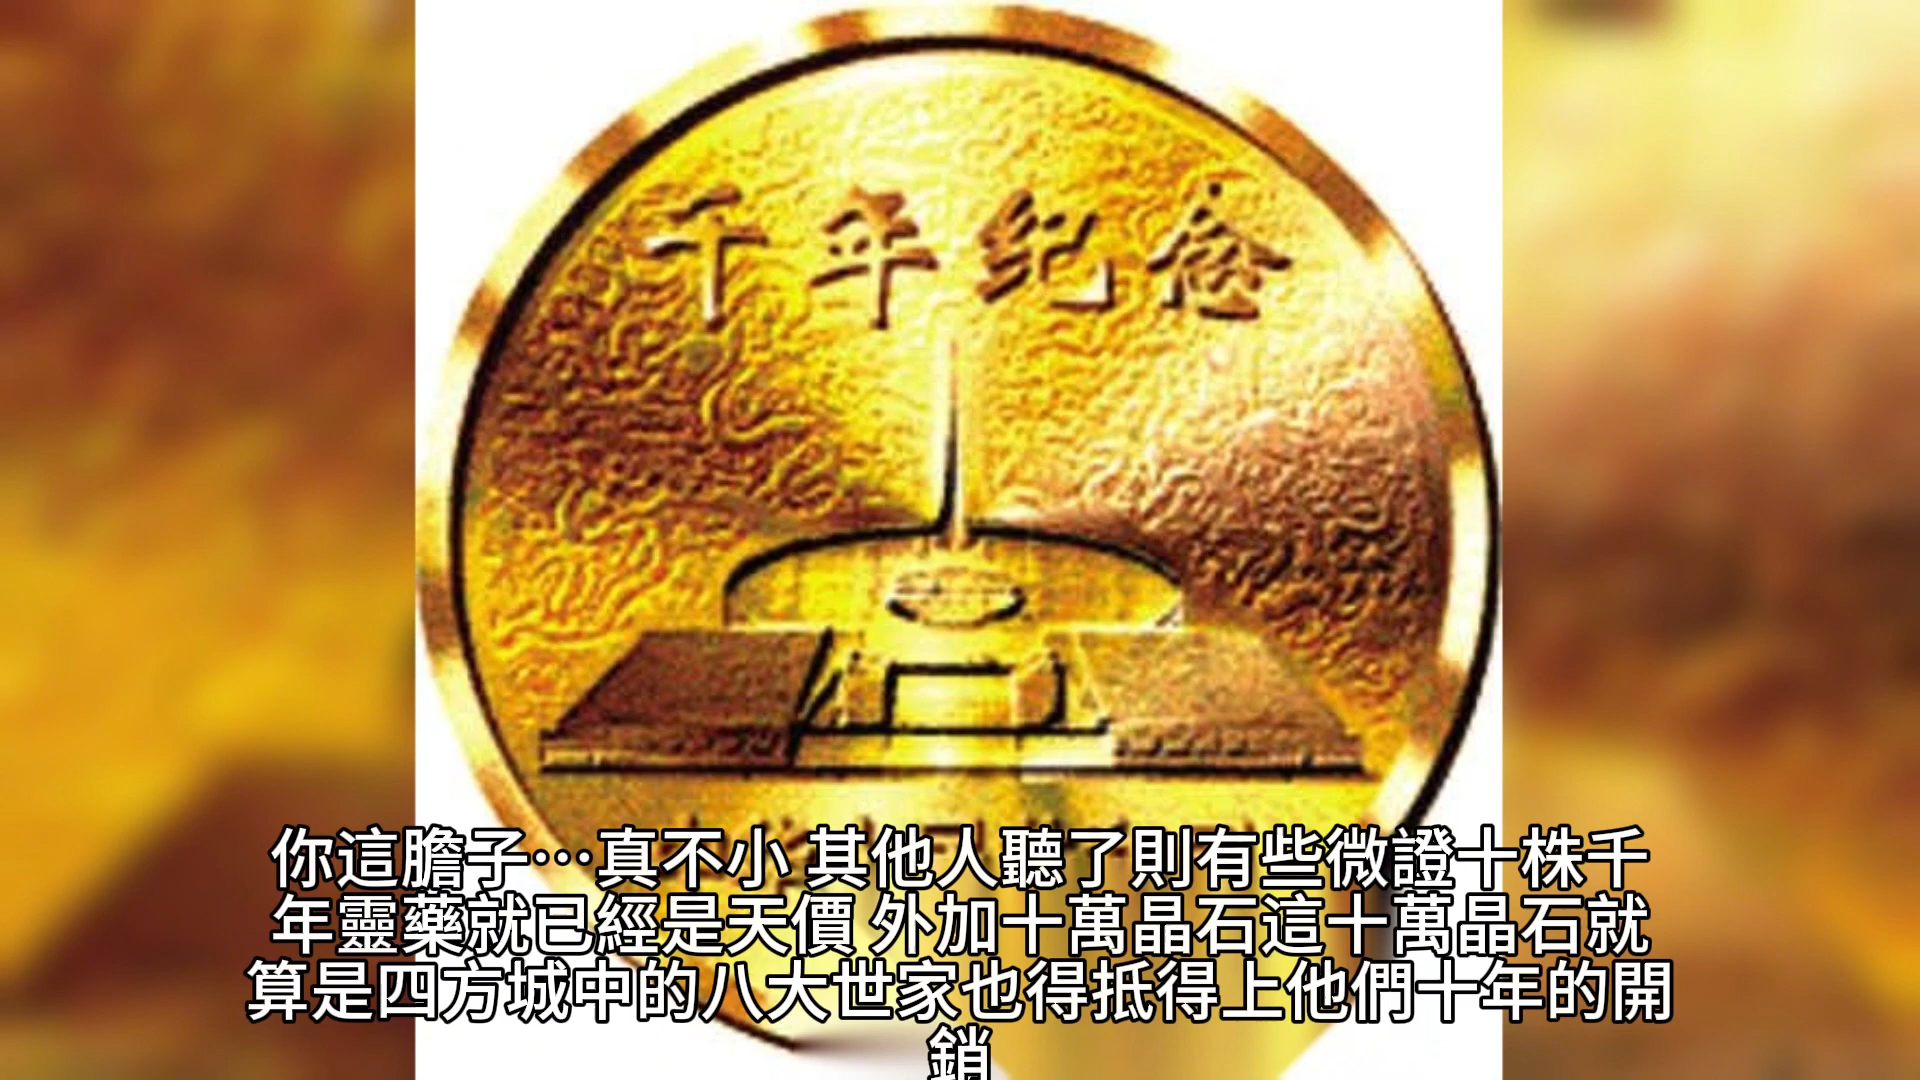 千年纪念
你這膽子…真不小 其他人聽了則有些微證十株千
年靈藥就已經是天價 外加十萬晶石這十萬晶石就
算是四方城中的八大世家也得抵得上他們十年的開
銷